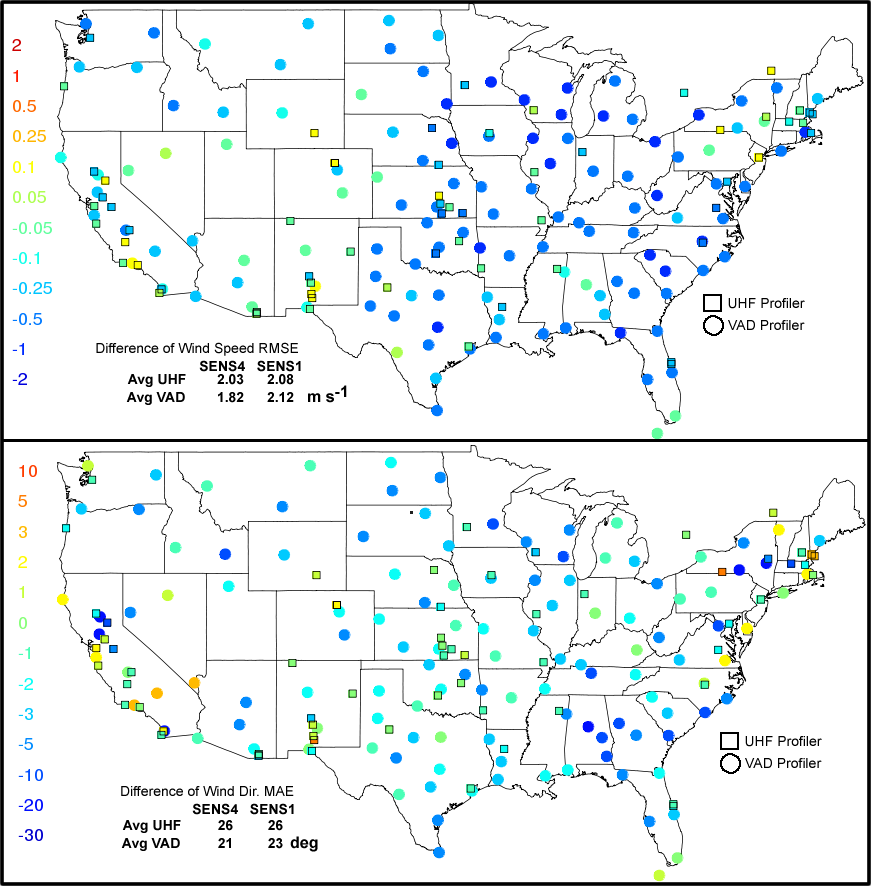 2
1
0.5
0.25
0.1
0.05
-0.05
-0.1
-0.25
-0.5
-1
-2
UHF Profiler
VAD Profiler
Difference of Wind Speed RMSE
SENS4 SENS1
Avg UHF 2.03 2.08
Avg VAD 1.82 2.12 m s-1
10
5
3
2
1
0
-1
-2
-3
-5
-10
-20
-30
UHF Profiler
VAD Profiler
Difference of Wind Dir. MAE
SENS4 SENS1
Avg UHF 26 26
Avg VAD 21 23 deg